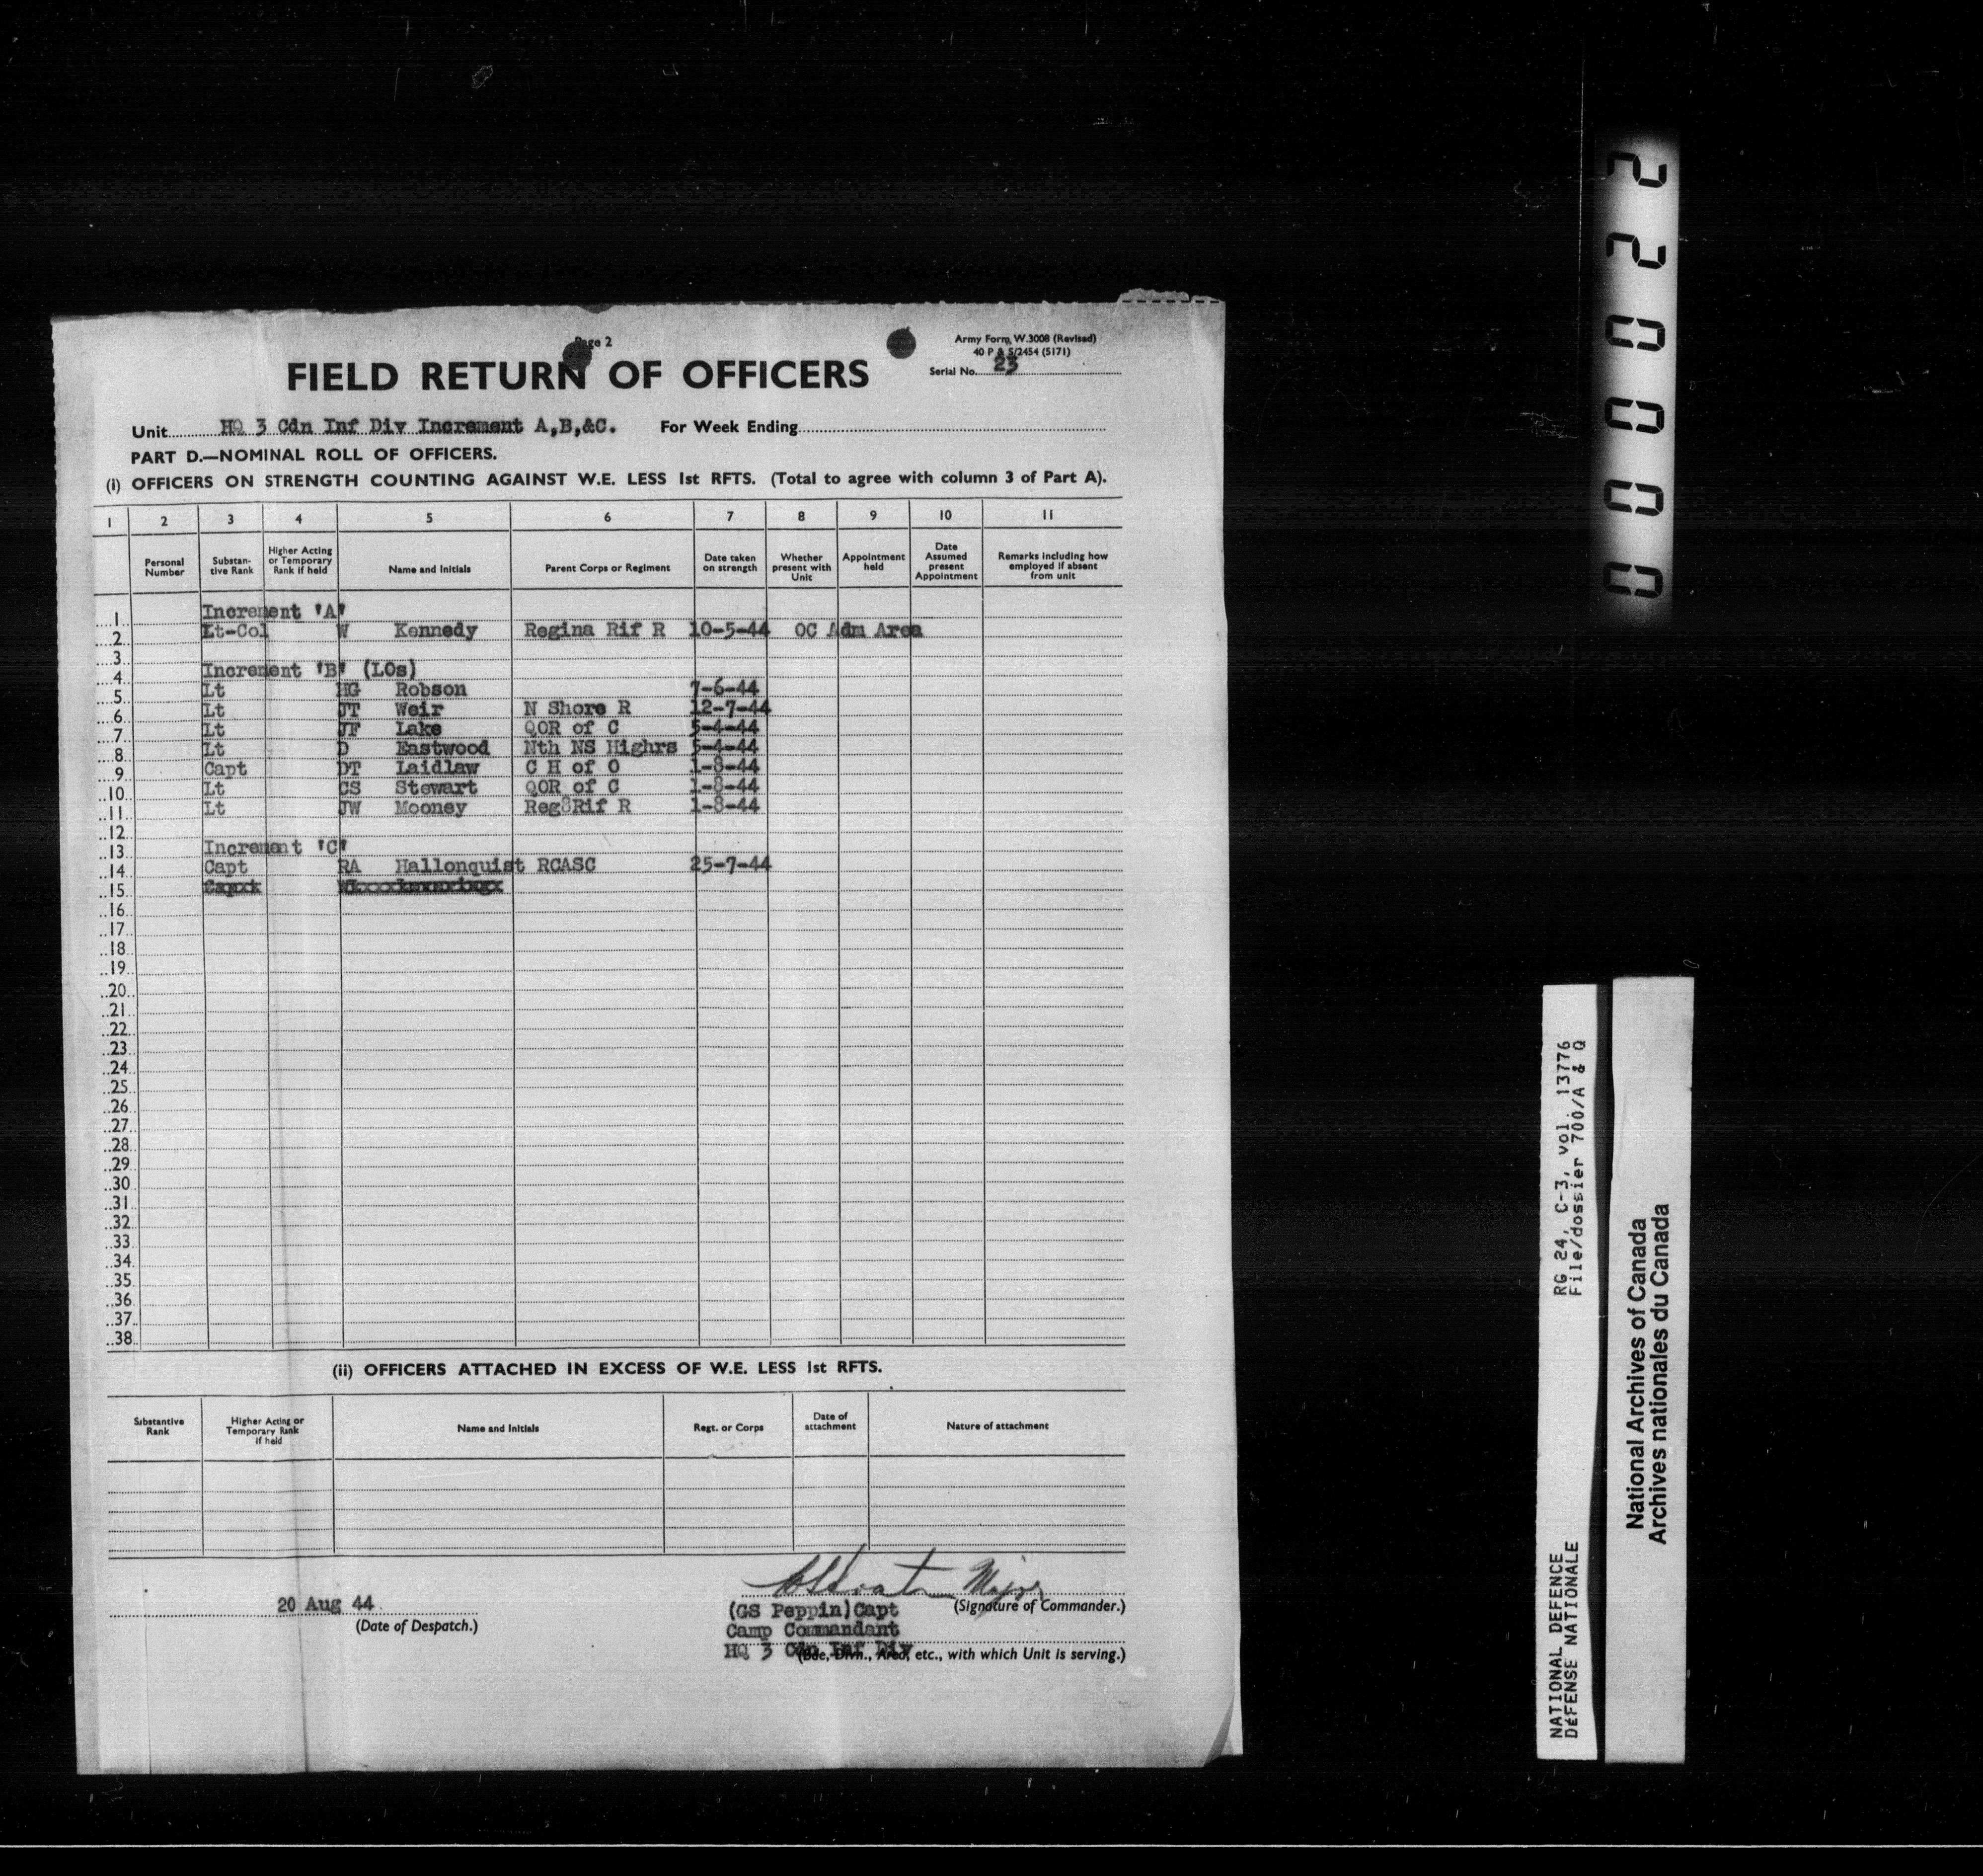 Page 2
Army Form, W.3008 (Revised)
40 P & S/2454 (5171)
Serial No. 23
FIELD RETURN OF OFFICERS
Unit HQ 3 Cdn Inf Div Increment A,B,&C. For Week Ending
PART D.—NOMINAL ROLL OF OFFICERS.
(i) OFFICERS ON STRENGTH COUNTING AGAINST W.E. LESS 1st RFTS. (Total to agree with column 3 of Part A).
1 2 3 4 5 6 7 8 9 10 11
Personal Number Substan-tive Rank Higher Acting or Temporary Rank if held Name and Initials Parent Corps or Regiment Date taken on strength Whether present with Unit Appointment held Date Assumed present Appointment Remarks including how employed if absent from unit
1 Increment 'A'
2 Lt-Col W Kennedy Regina Rif R 10-5-44 OC Adm Area
3
4 Increment 'B' (LOs)
5 Lt HG Robson 7-6-44
6 Lt JT Weir N Shore R 12-7-44
7 Lt JF Lake QOR of C 5-4-44
8 Lt D Eastwood Nth NS Highrs 5-4-44
9 Capt DT Laidlaw C H of O 1-8-44
10 Lt CS Stewart QOR of C 1-8-44
11 Lt JW Mooney Reg Rif R 1-8-44
12
13 Increment 'C'
14 Capt RA Hallonquist RCASC 25-7-44
15
16
17
18
19
20
21
22
23
24
25
26
27
28
29
30
31
32
33
34
35
36
37
38
(ii) OFFICERS ATTACHED IN EXCESS OF W.E. LESS 1st RFTS.
Substantive Rank Higher Acting or Temporary Rank if held Name and Initials Regt. or Corps Date of attachment Nature of attachment
Major
20 Aug 44
(Date of Despatch.)
(GS Peppin) Capt (Signature of Commander.)
Camp Commandant
HQ 3 Cdn Inf Div
(Bde, Divn., Area, etc., with which Unit is serving.)
000022
RG 24, C-3, vol. 13776
File/dossier 700/A & Q
NATIONAL DEFENCE
DÉFENSE NATIONALE
National Archives of Canada
Archives nationales du Canada